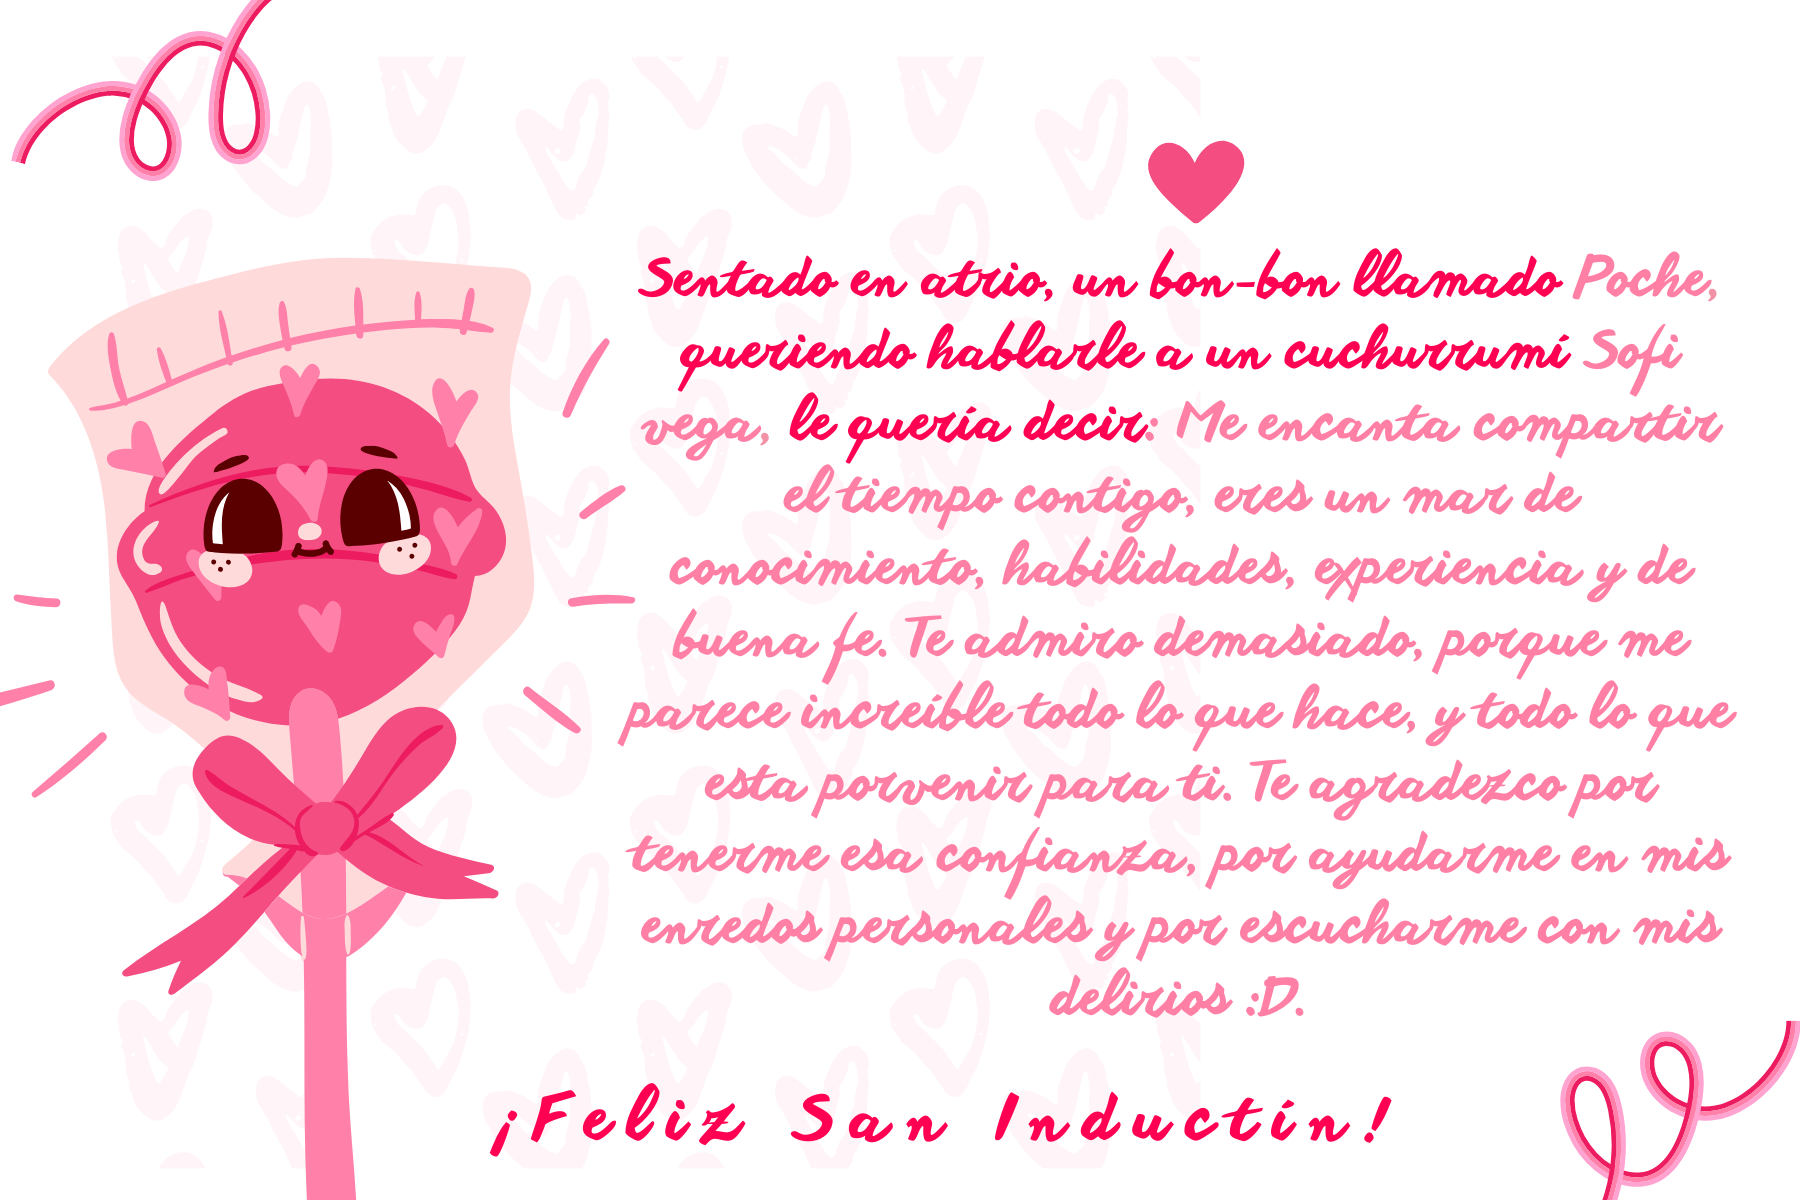 Sentado en atrio, un bon-bon llamado Poche,
queriendo hablarle a un cuchurrumí Sofi
vega, le quería decir: Me encanta compartir
el tiempo contigo, eres un mar de
conocimiento, habilidades, experiencia y de
buena fe. Te admiro demasiado, porque me
parece increíble todo lo que hace, y todo lo que
esta porvenir para ti. Te agradezco por
tenerme esa confianza, por ayudarme en mis
enredos personales y por escucharme con mis
delirios :D.
¡Feliz San Inductín!